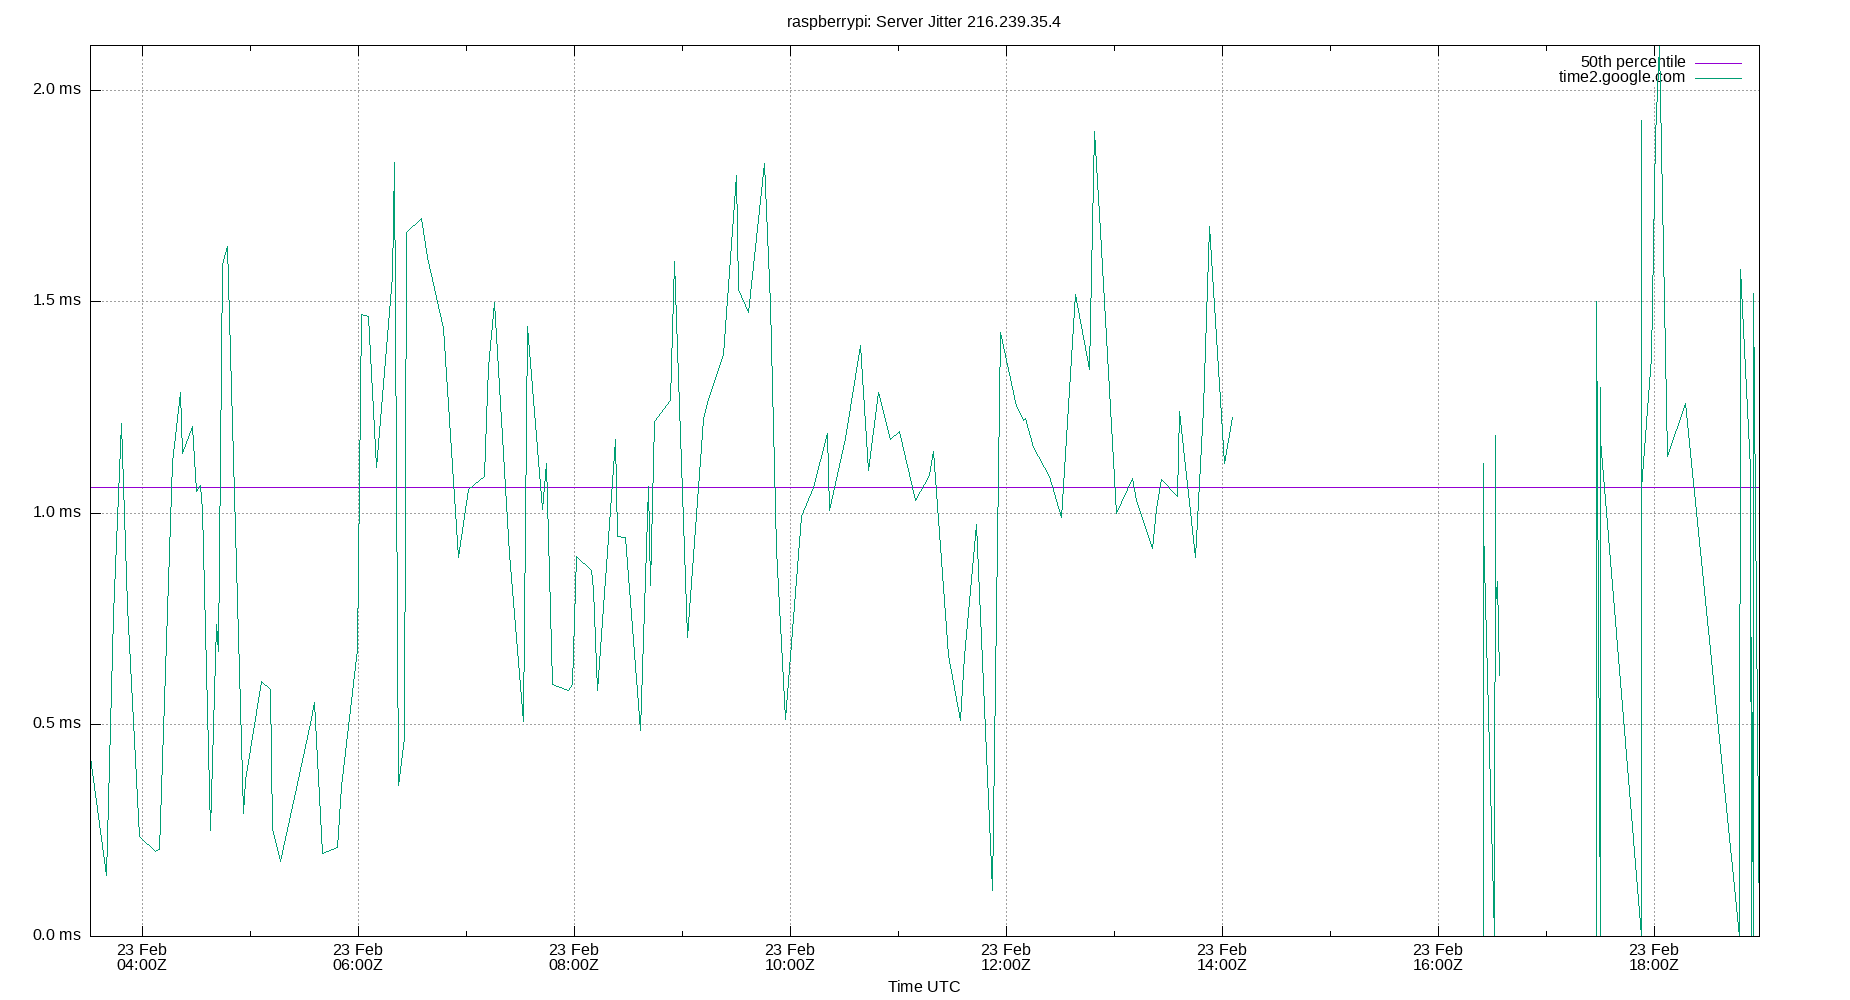 raspberrypi: Server Jitter 216.239.35.4
50th percentile
time2.google.com
2.0 ms
1.5 ms
1.0 ms
0.5 ms
0.0 ms
23 Feb 23 Feb 23 Feb 23 Feb 23 Feb 23 Feb 23 Feb 23 Feb
04:00Z 06:00Z 08:00Z 10:00Z 12:00Z 14:00Z 16:00Z 18:00Z
Time UTC